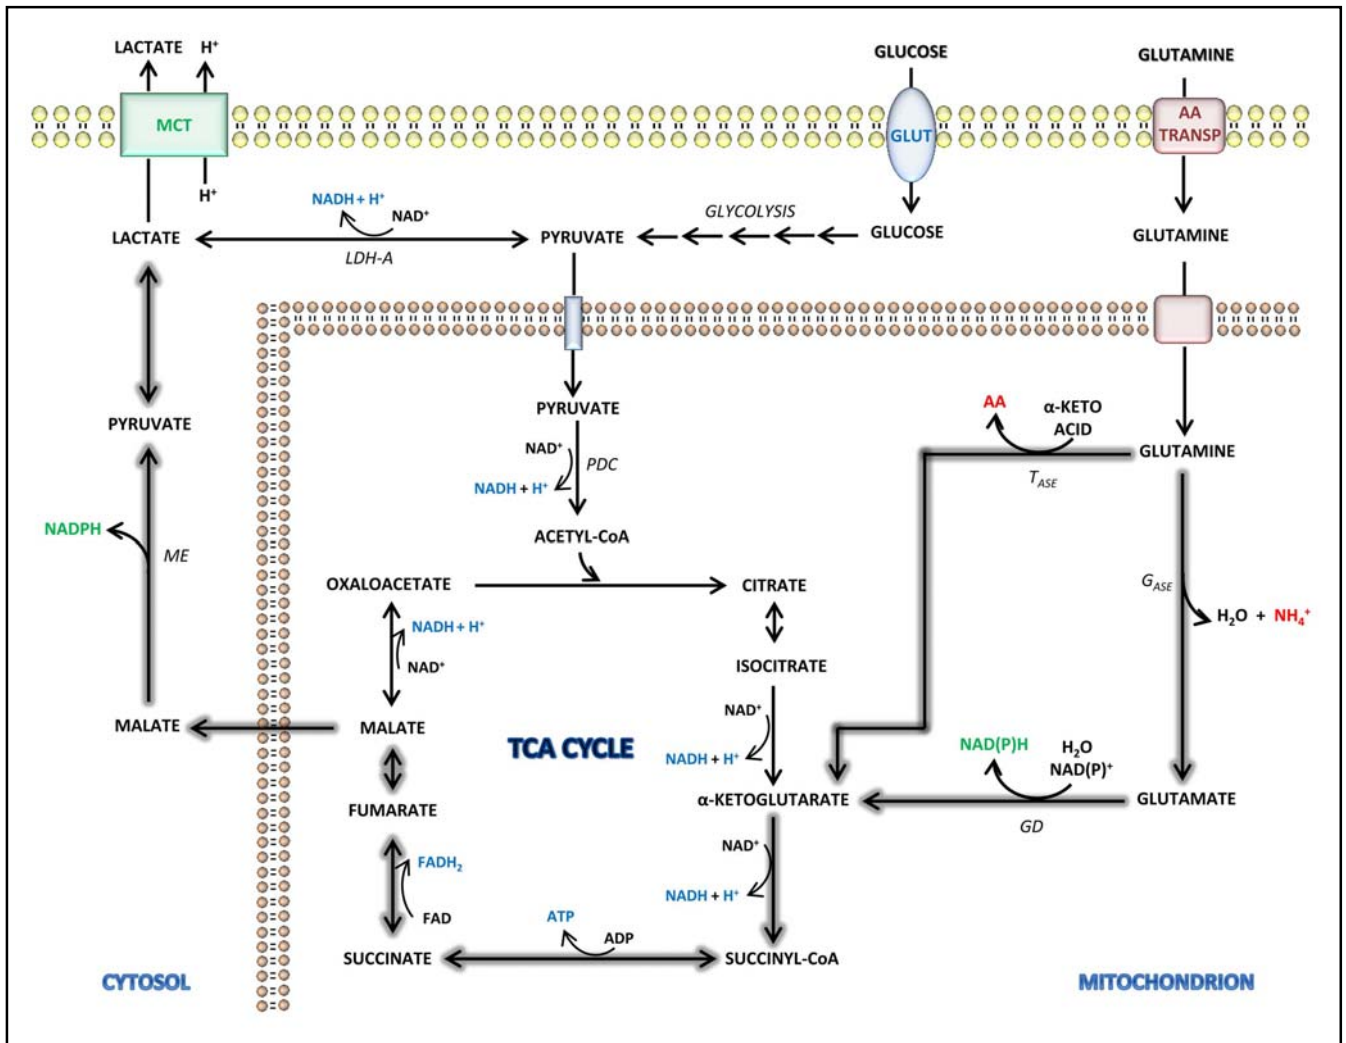 LACTATE H⁺
GLUCOSE
GLUTAMINE
MCT
GLUT
AA
TRANSP
H⁺
NADH + H⁺
NAD⁺
GLYCOLYSIS
LACTATE
PYRUVATE
GLUCOSE
GLUTAMINE
LDH-A
PYRUVATE
PYRUVATE
AA
α-KETO
ACID
NAD⁺
PDC
GLUTAMINE
NADH + H⁺
T_ASE
NADPH
ME
ACETYL-CoA
OXALOACETATE
CITRATE
G_ASE
NADH + H⁺
H₂O + NH₄⁺
NAD⁺
ISOCITRATE
MALATE
MALATE
NAD⁺
TCA CYCLE
NADH + H⁺
NAD(P)H
H₂O
NAD(P)⁺
FUMARATE
α-KETOGLUTARATE
GLUTAMATE
GD
NAD⁺
FADH₂
NADH + H⁺
FAD
ATP
ADP
SUCCINATE
SUCCINYL-CoA
CYTOSOL
MITOCHONDRION